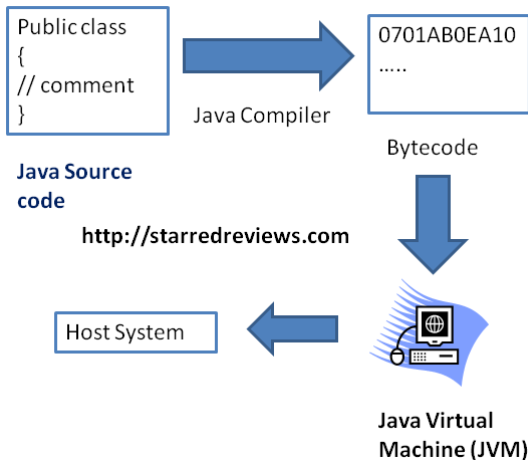 Public class
{
// comment
}
Java Source
code
Java Compiler
0701AB0EA10
.....
Bytecode
http://starredreviews.com
Host System
Java Virtual
Machine (JVM)